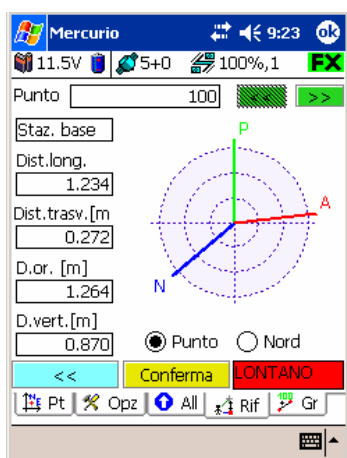 Mercurio 9:23 ok
11.5V 5+0 100%,1 FX
Punto 100 << >>
Staz. base
P
Dist.long.
1.234
A
Dist.trasv.[m
0.272
D.or. [m]
1.264
N
D.vert.[m]
0.870
Punto Nord
<< Conferma LONTANO
Pt Opz All Rif 100 Gr